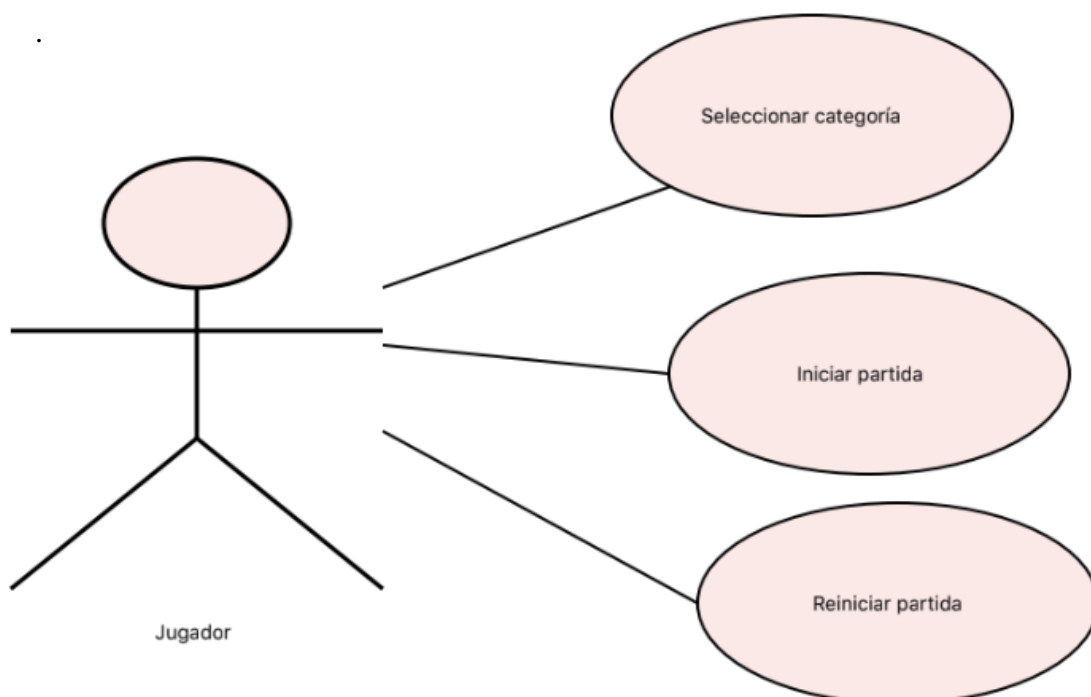 Seleccionar categoría
Iniciar partida
Reiniciar partida
Jugador